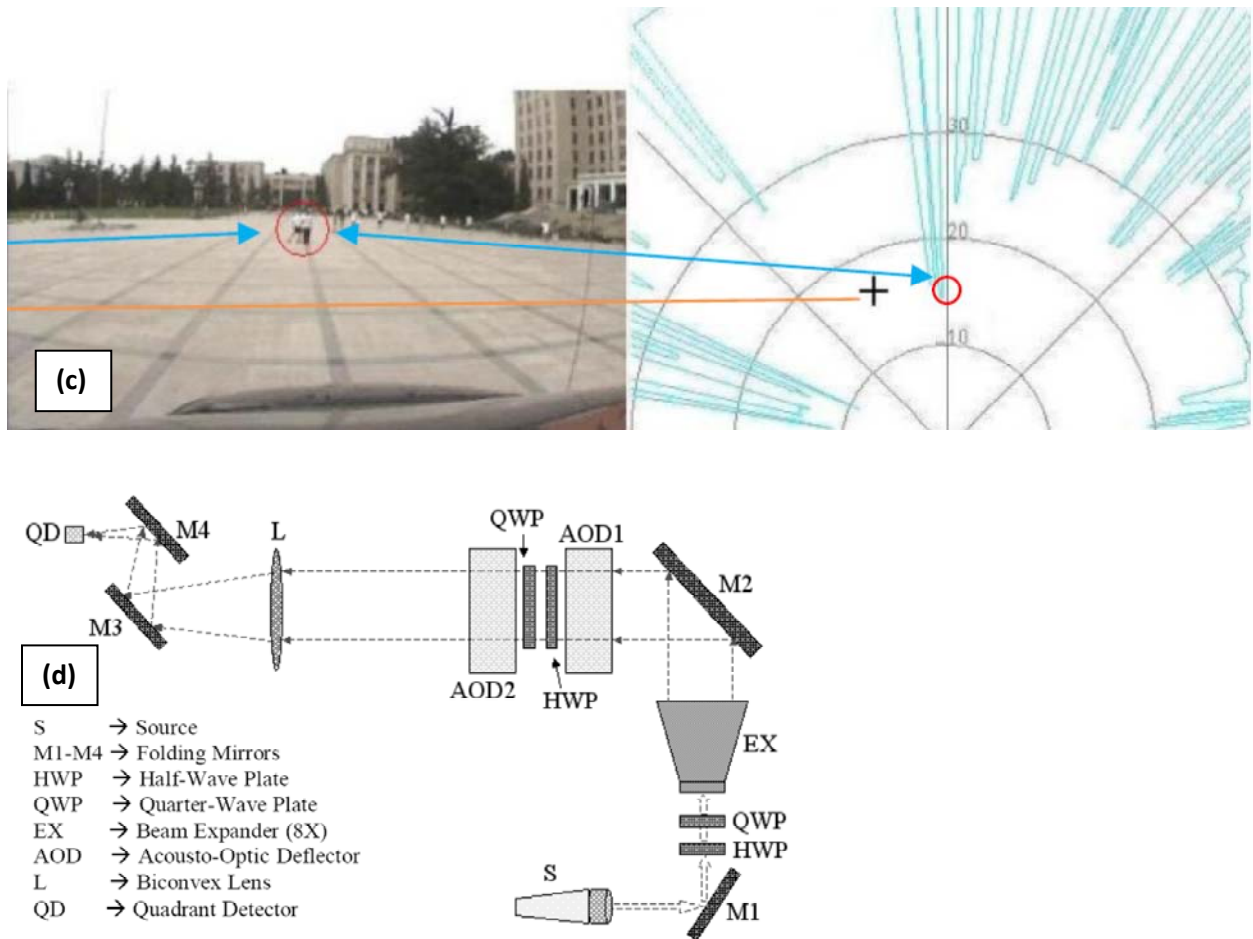 30
20
10
(c)
QD
M4
L
QWP
AOD1
M2
M3
(d)
AOD2
HWP
EX
S → Source
M1-M4 → Folding Mirrors
HWP → Half-Wave Plate
QWP → Quarter-Wave Plate
EX → Beam Expander (8X)
AOD → Acousto-Optic Deflector
L → Biconvex Lens
QD → Quadrant Detector
QWP
HWP
S
M1